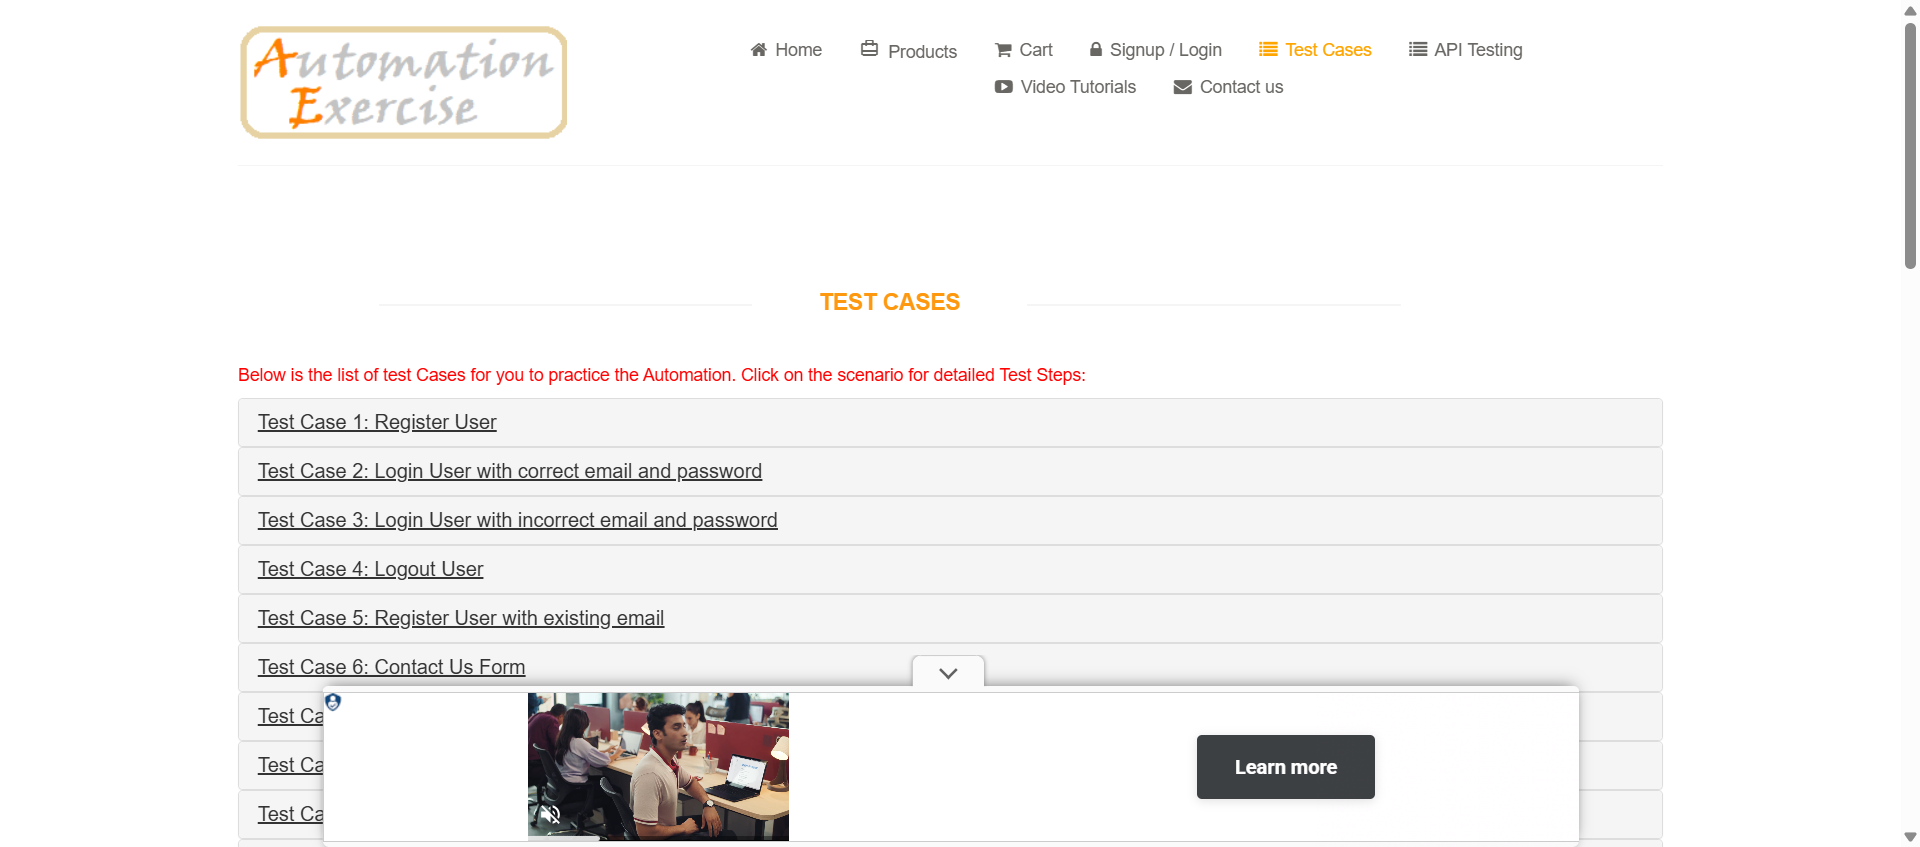 Automation
Exercise
Home
Products
Cart
Signup / Login
Test Cases
API Testing
Video Tutorials
Contact us
TEST CASES
Below is the list of test Cases for you to practice the Automation. Click on the scenario for detailed Test Steps:
Test Case 1: Register User
Test Case 2: Login User with correct email and password
Test Case 3: Login User with incorrect email and password
Test Case 4: Logout User
Test Case 5: Register User with existing email
Test Case 6: Contact Us Form
Test Ca
Test Ca
Test Ca
Learn more